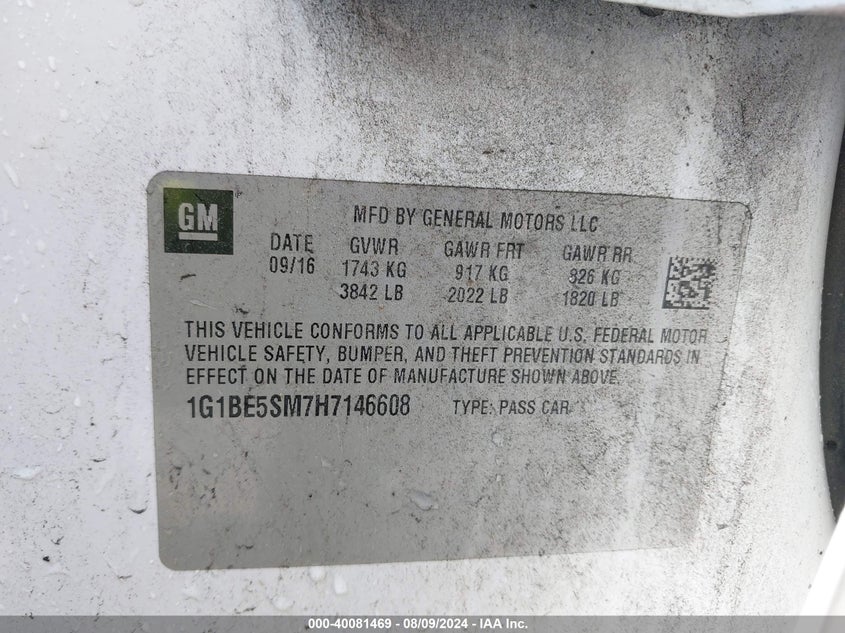 GM
MFD BY GENERAL MOTORS LLC
DATE GVWR GAWR FRT GAWR RR
09/16 1743 KG 917 KG 826 KG
3842 LB 2022 LB 1820 LB
THIS VEHICLE CONFORMS TO ALL APPLICABLE U.S. FEDERAL MOTOR
VEHICLE SAFETY, BUMPER, AND THEFT PREVENTION STANDARDS IN
EFFECT ON THE DATE OF MANUFACTURE SHOWN ABOVE.
1G1BE5SM7H7146608 TYPE: PASS CAR
000-40081469 - 08/09/2024 - IAA Inc.